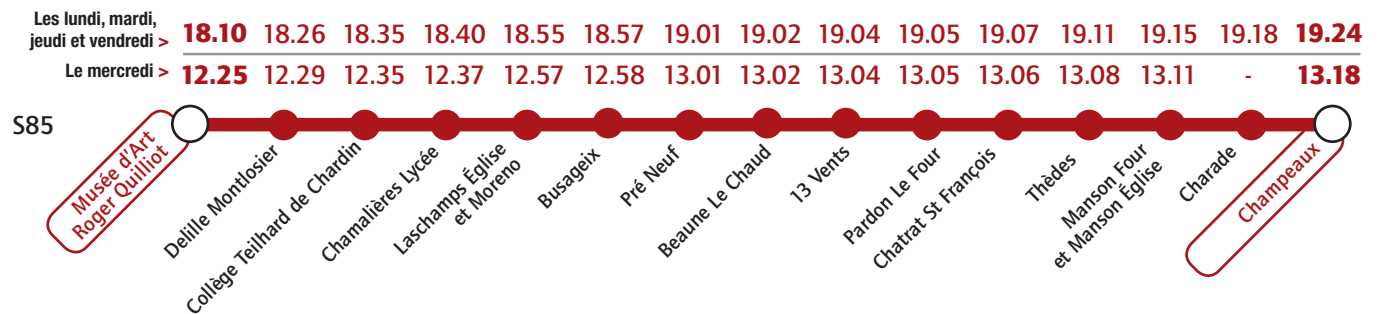 Les lundi, mardi,
jeudi et vendredi > 18.10 18.26 18.35 18.40 18.55 18.57 19.01 19.02 19.04 19.05 19.07 19.11 19.15 19.18 19.24
Le mercredi > 12.25 12.29 12.35 12.37 12.57 12.58 13.01 13.02 13.04 13.05 13.06 13.08 13.11 - 13.18
S85
Musée d'Art
Roger Quilliot
Delille Montlosier
Collège Teilhard de Chardin
Chamalières Lycée
Laschamps Église
et Moreno
Busageix
Pré Neuf
Beaune Le Chaud
13 Vents
Pardon Le Four
Chatrat St François
Thèdes
Manson Four
et Manson Église
Charade
Champeaux